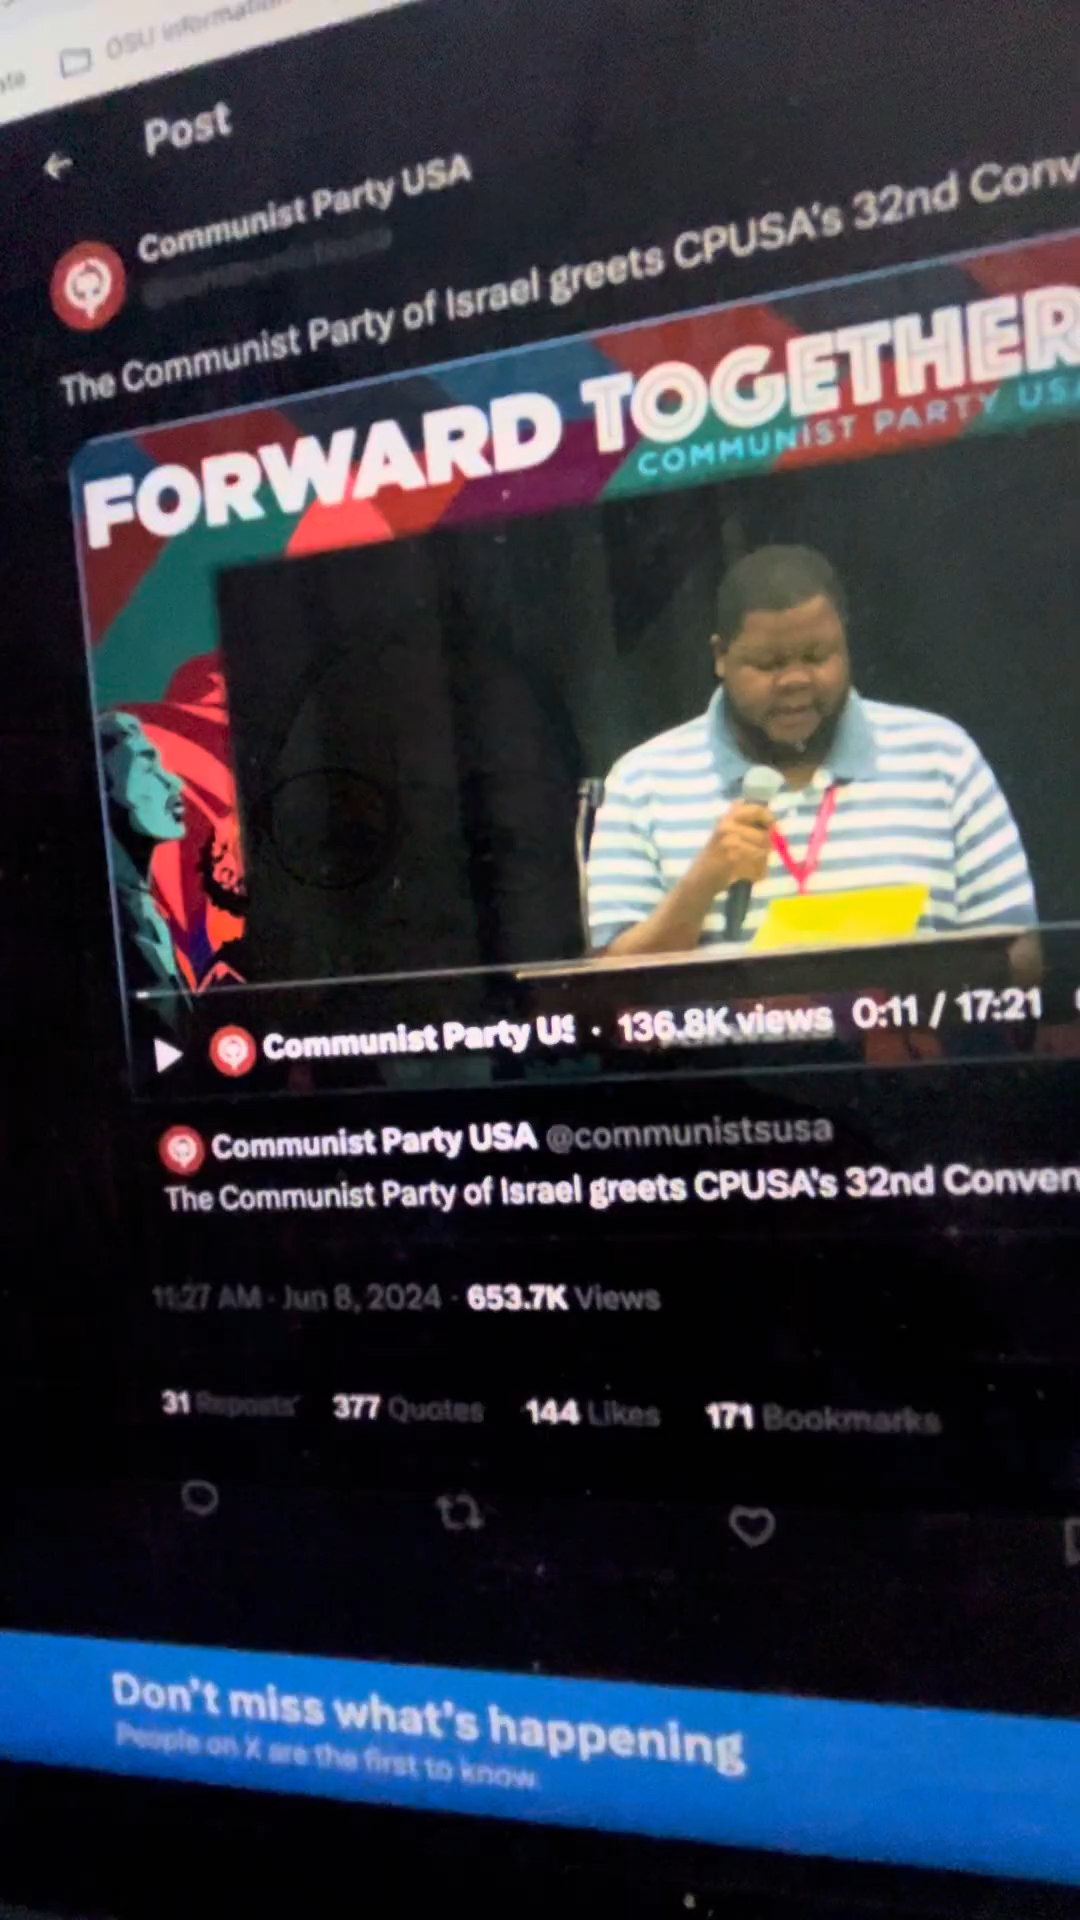 OSU information
Post
Communist Party USA
The Communist Party of Israel greets CPUSA's 32nd Conv
FORWARD TOGETHER
COMMUNIST PARTY USA
Communist Party US · 136.8K views 0:11 / 17:21
Communist Party USA @communistsusa
The Communist Party of Israel greets CPUSA's 32nd Conven
11:27 AM · Jun 8, 2024 · 653.7K Views
31 Reposts 377 Quotes 144 Likes 171 Bookmarks
Don't miss what's happening
People on X are the first to know.